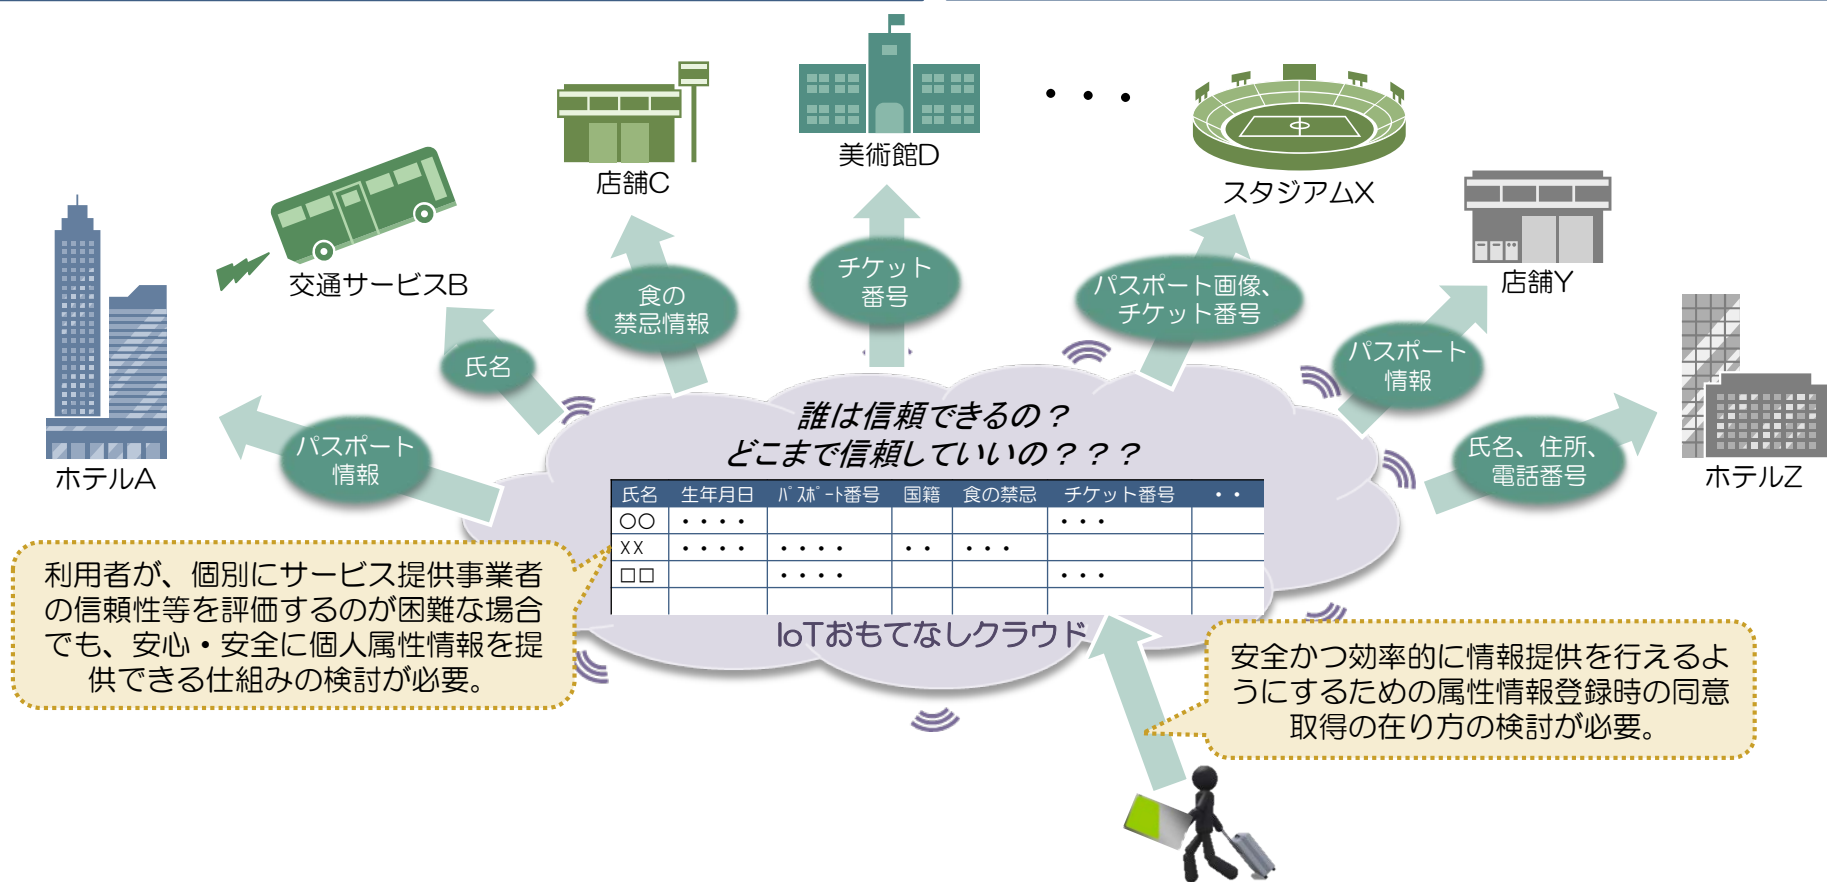 美術館D
店舗C
スタジアムX
交通サービスB
店舗Y
ホテルA
ホテルZ
パスポート
情報
氏名
食の
禁忌情報
チケット
番号
パスポート画像、
チケット番号
パスポート
情報
氏名、住所、
電話番号
誰は信頼できるの？
どこまで信頼していいの？？？
氏名 生年月日 ﾊﾟｽﾎﾟｰﾄ番号 国籍 食の禁忌 チケット番号 ・・
〇〇 ・・・・ ・・・
XX ・・・・ ・・・・ ・・ ・・・
□□ ・・・・ ・・・
IoTおもてなしクラウド
利用者が、個別にサービス提供事業者
の信頼性等を評価するのが困難な場合
でも、安心・安全に個人属性情報を提
供できる仕組みの検討が必要。
安全かつ効率的に情報提供を行えるよ
うにするための属性情報登録時の同意
取得の在り方の検討が必要。